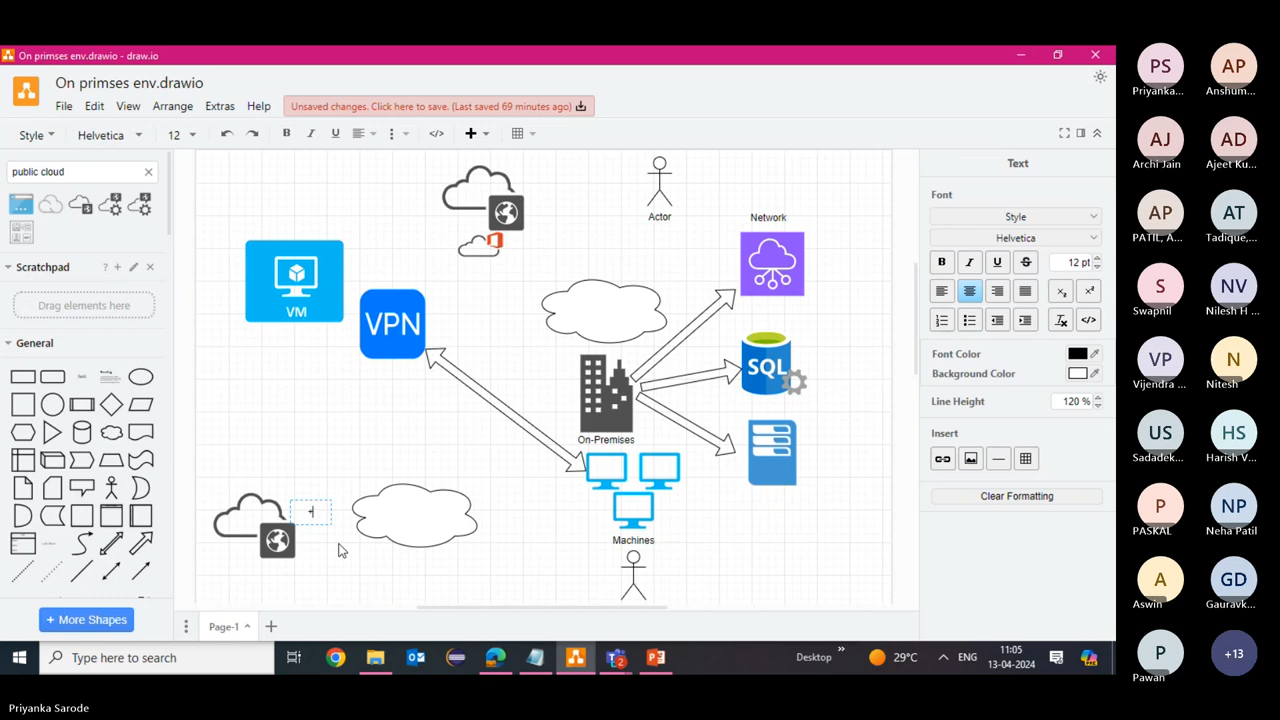 On primses env.drawio - draw.io
On primses env.drawio
File Edit View Arrange Extras Help
Unsaved changes. Click here to save. (Last saved 69 minutes ago)
Style Helvetica 12
public cloud
Scratchpad
Drag elements here
General
+ More Shapes
Actor
Network
VM
VPN
SQL
On-Premises
Machines
+
Page-1
Text
Font
Style
Helvetica
12 pt
Font Color
Background Color
Line Height 120 %
Insert
Clear Formatting
Type here to search
Desktop
29°C
ENG
11:05
13-04-2024
Priyanka Sarode
PS
Priyanka...
AP
Anshum...
AJ
Archi Jain
AD
Ajeet Ku...
AP
PATIL, A...
AT
Tadique,...
S
Swapnil
NV
Nilesh H ...
VP
Vijendra ...
N
Nitesh
US
Sadadek...
HS
Harish V...
P
PASKAL
NP
Neha Patil
A
Aswin
GD
Gauravk...
P
Pawan
+13